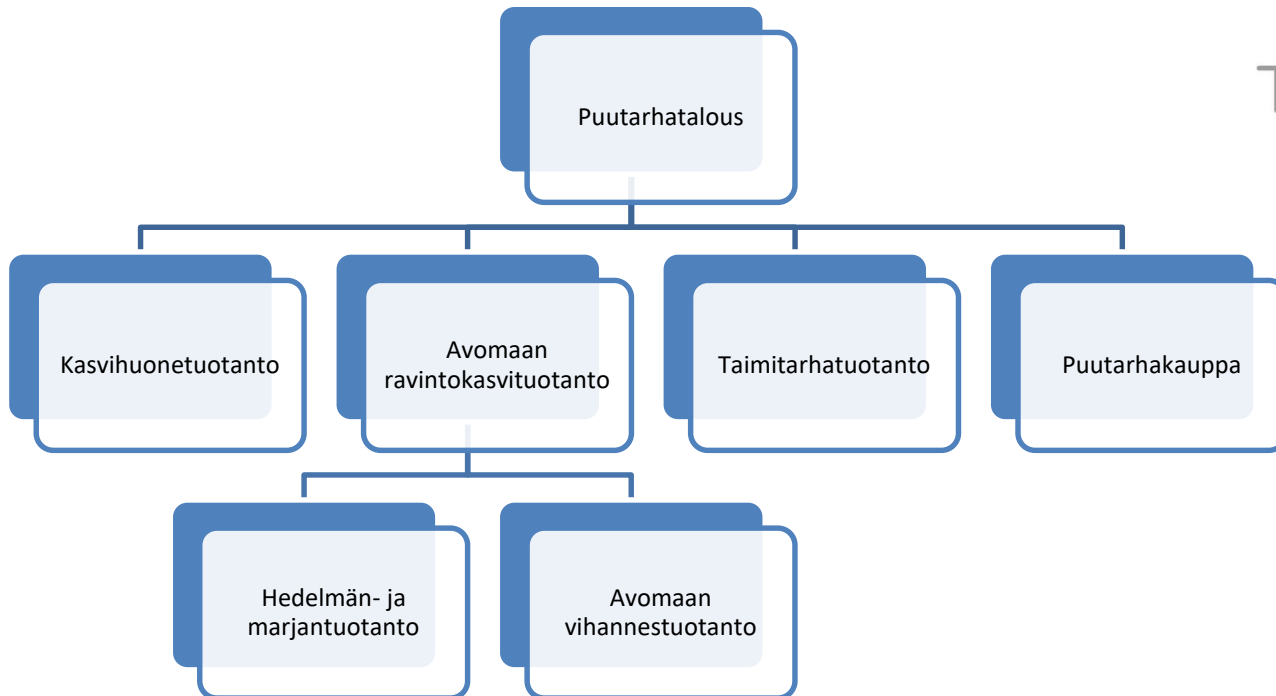 Puutarhatalous
Kasvihuonetuotanto
Avomaan
ravintokasvituotanto
Taimitarhatuotanto
Puutarhakauppa
Hedelmän- ja
marjantuotanto
Avomaan
vihannestuotanto